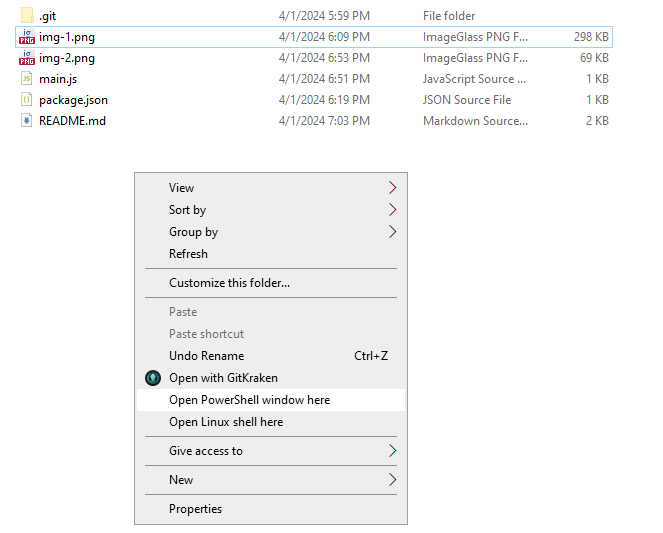 .git 4/1/2024 5:59 PM File folder
iσ PNG img-1.png 4/1/2024 6:09 PM ImageGlass PNG F... 298 KB
iσ PNG img-2.png 4/1/2024 6:53 PM ImageGlass PNG F... 69 KB
JS main.js 4/1/2024 6:51 PM JavaScript Source ... 1 KB
package.json 4/1/2024 6:19 PM JSON Source File 1 KB
README.md 4/1/2024 7:03 PM Markdown Source... 2 KB
View
Sort by
Group by
Refresh
Customize this folder...
Paste
Paste shortcut
Undo Rename Ctrl+Z
Open with GitKraken
Open PowerShell window here
Open Linux shell here
Give access to
New
Properties